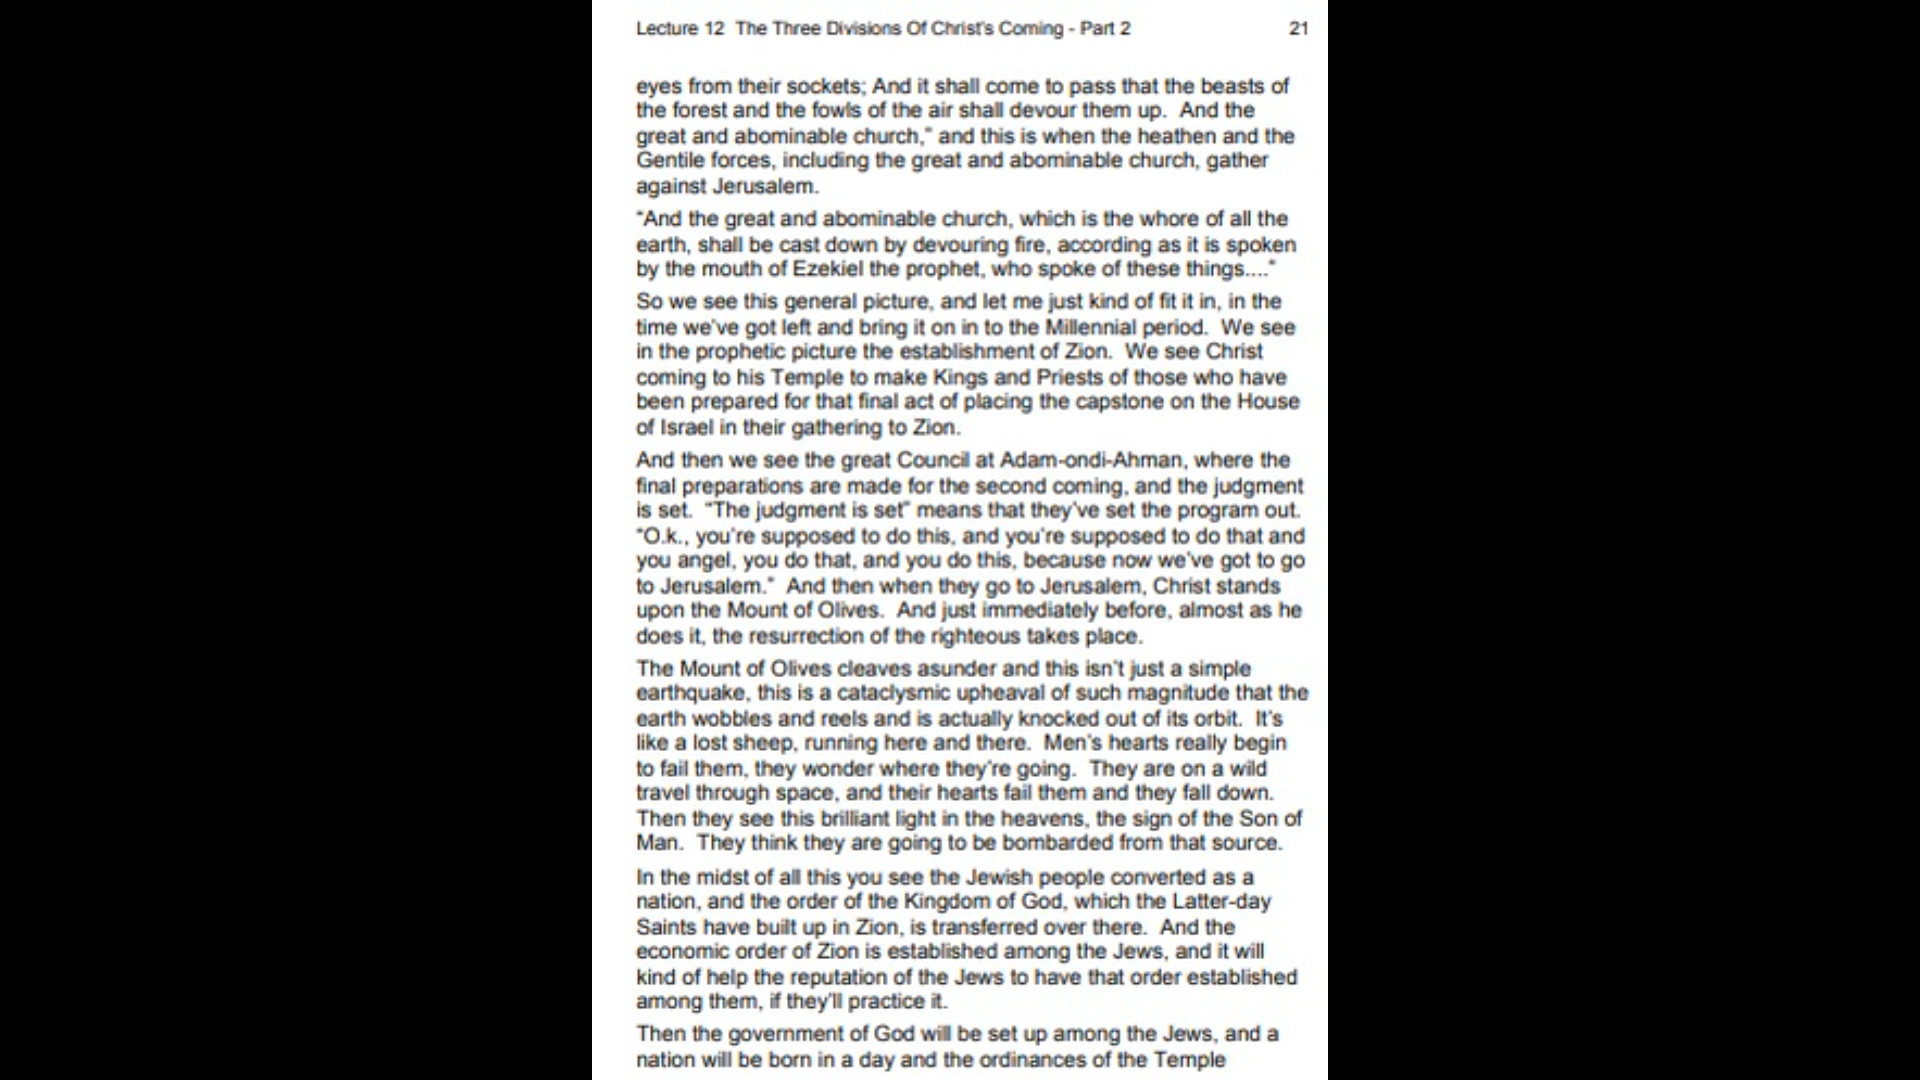 Lecture 12 The Three Divisions Of Christ's Coming - Part 2 21
eyes from their sockets; And it shall come to pass that the beasts of
the forest and the fowls of the air shall devour them up. And the
great and abominable church," and this is when the heathen and the
Gentile forces, including the great and abominable church, gather
against Jerusalem.
"And the great and abominable church, which is the whore of all the
earth, shall be cast down by devouring fire, according as it is spoken
by the mouth of Ezekiel the prophet, who spoke of these things...."
So we see this general picture, and let me just kind of fit it in, in the
time we've got left and bring it on in to the Millennial period. We see
in the prophetic picture the establishment of Zion. We see Christ
coming to his Temple to make Kings and Priests of those who have
been prepared for that final act of placing the capstone on the House
of Israel in their gathering to Zion.
And then we see the great Council at Adam-ondi-Ahman, where the
final preparations are made for the second coming, and the judgment
is set. "The judgment is set" means that they've set the program out.
"O.k., you're supposed to do this, and you're supposed to do that and
you angel, you do that, and you do this, because now we've got to go
to Jerusalem." And then when they go to Jerusalem, Christ stands
upon the Mount of Olives. And just immediately before, almost as he
does it, the resurrection of the righteous takes place.
The Mount of Olives cleaves asunder and this isn't just a simple
earthquake, this is a cataclysmic upheaval of such magnitude that the
earth wobbles and reels and is actually knocked out of its orbit. It's
like a lost sheep, running here and there. Men's hearts really begin
to fail them, they wonder where they're going. They are on a wild
travel through space, and their hearts fail them and they fall down.
Then they see this brilliant light in the heavens, the sign of the Son of
Man. They think they are going to be bombarded from that source.
In the midst of all this you see the Jewish people converted as a
nation, and the order of the Kingdom of God, which the Latter-day
Saints have built up in Zion, is transferred over there. And the
economic order of Zion is established among the Jews, and it will
kind of help the reputation of the Jews to have that order established
among them, if they'll practice it.
Then the government of God will be set up among the Jews, and a
nation will be born in a day and the ordinances of the Temple